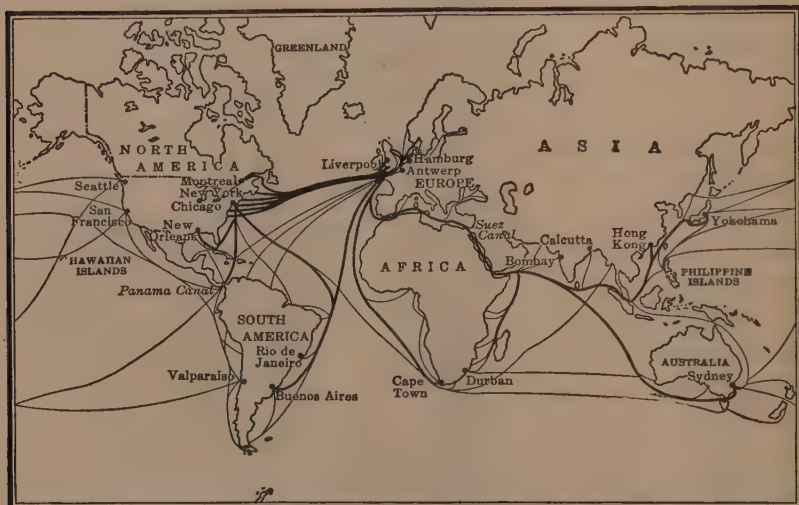 GREENLAND
NORTH
AMERICA
ASIA
Liverpool
Hamburg
Antwerp
EUROPE
Montreal
New York
Chicago
Seattle
San
Francisco
New
Orleans
Suez
Canal
Calcutta
Hong
Kong
Yokohama
HAWAIIAN
ISLANDS
Bombay
AFRICA
PHILIPPINE
ISLANDS
Panama Canal
SOUTH
AMERICA
Rio de
Janeiro
Valparaiso
Buenos Aires
Cape
Town
Durban
AUSTRALIA
Sydney